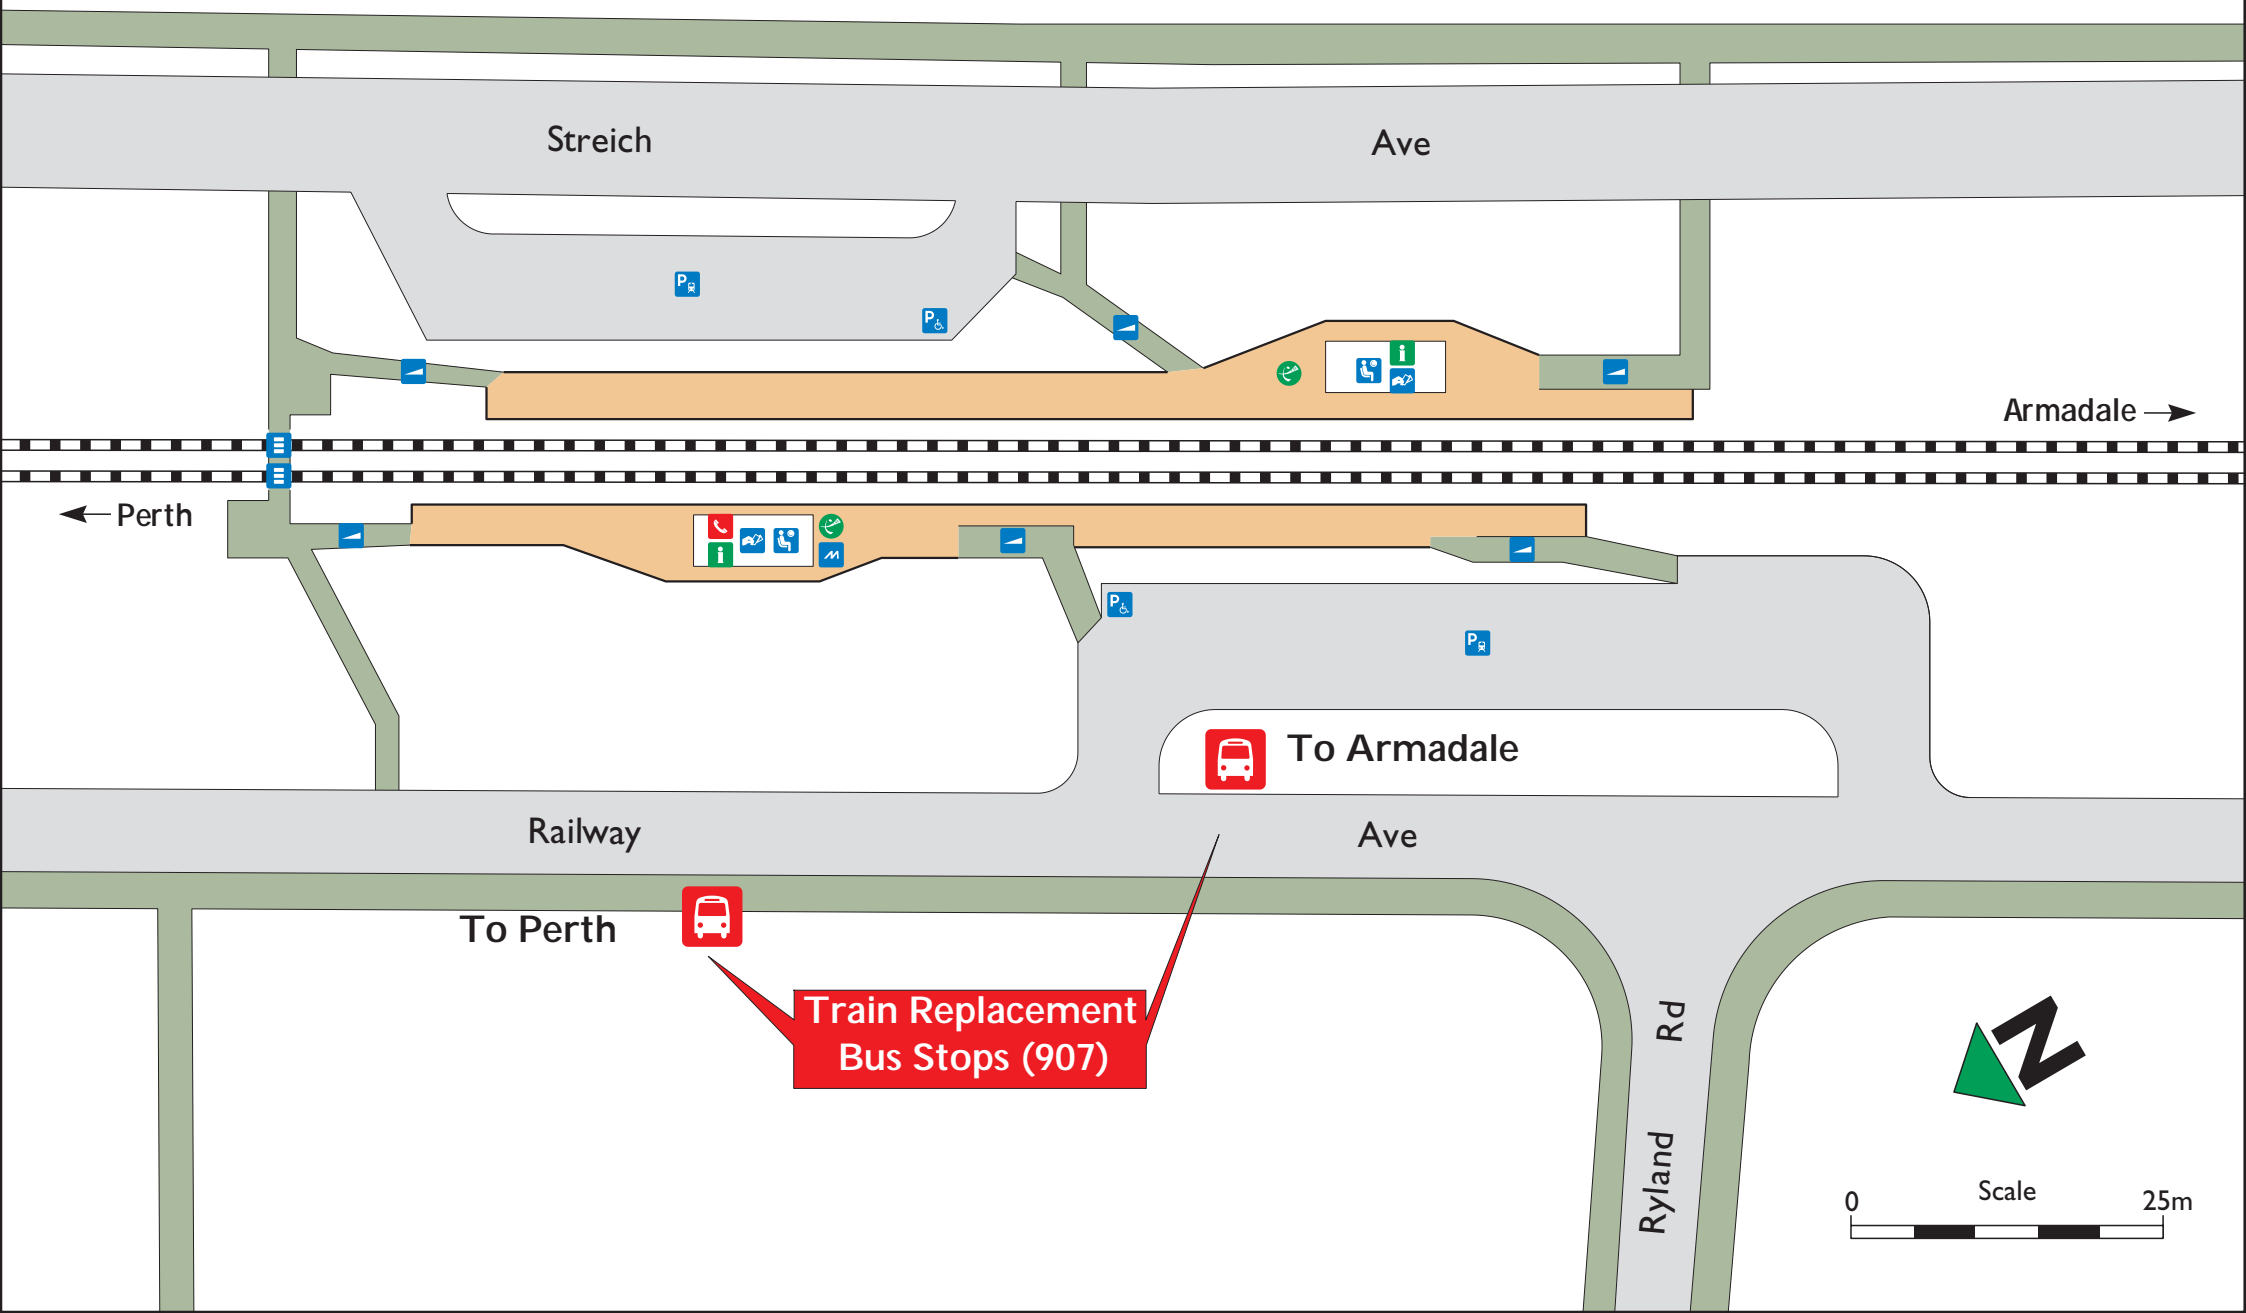 Streich Ave
P
P
i
Armadale
Perth
i
P
P
To Armadale
Railway Ave
To Perth
Train Replacement
Bus Stops (907)
Ryland Rd
N
Scale
0 25m